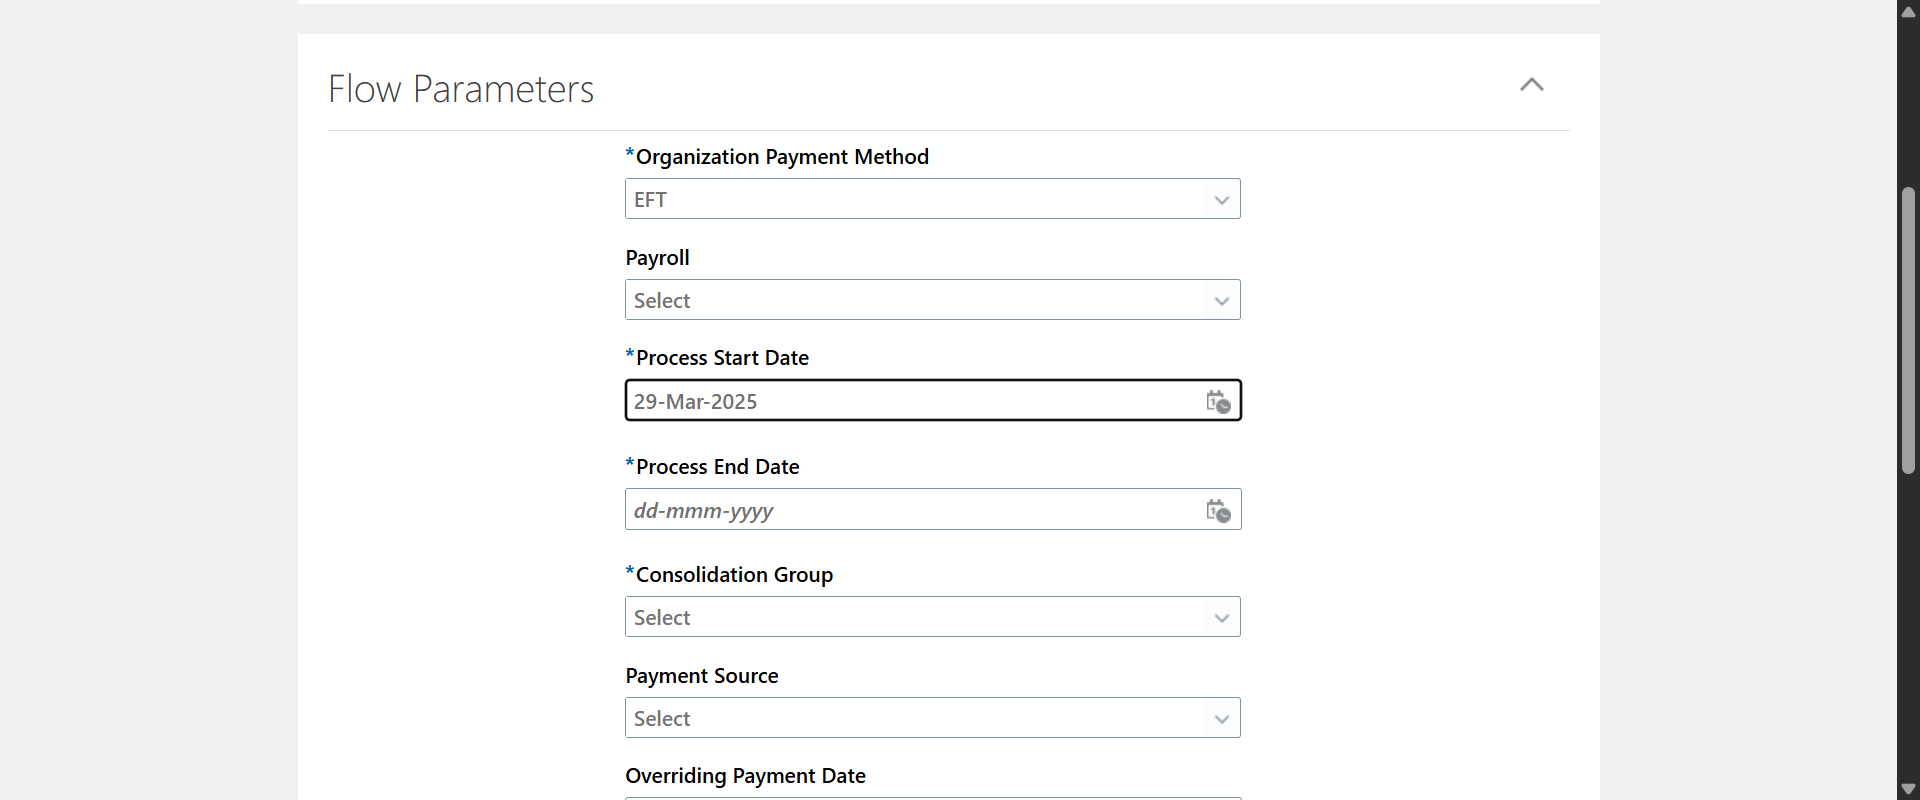 Flow Parameters
*Organization Payment Method
EFT
Payroll
Select
*Process Start Date
29-Mar-2025
*Process End Date
dd-mmm-yyyy
*Consolidation Group
Select
Payment Source
Select
Overriding Payment Date